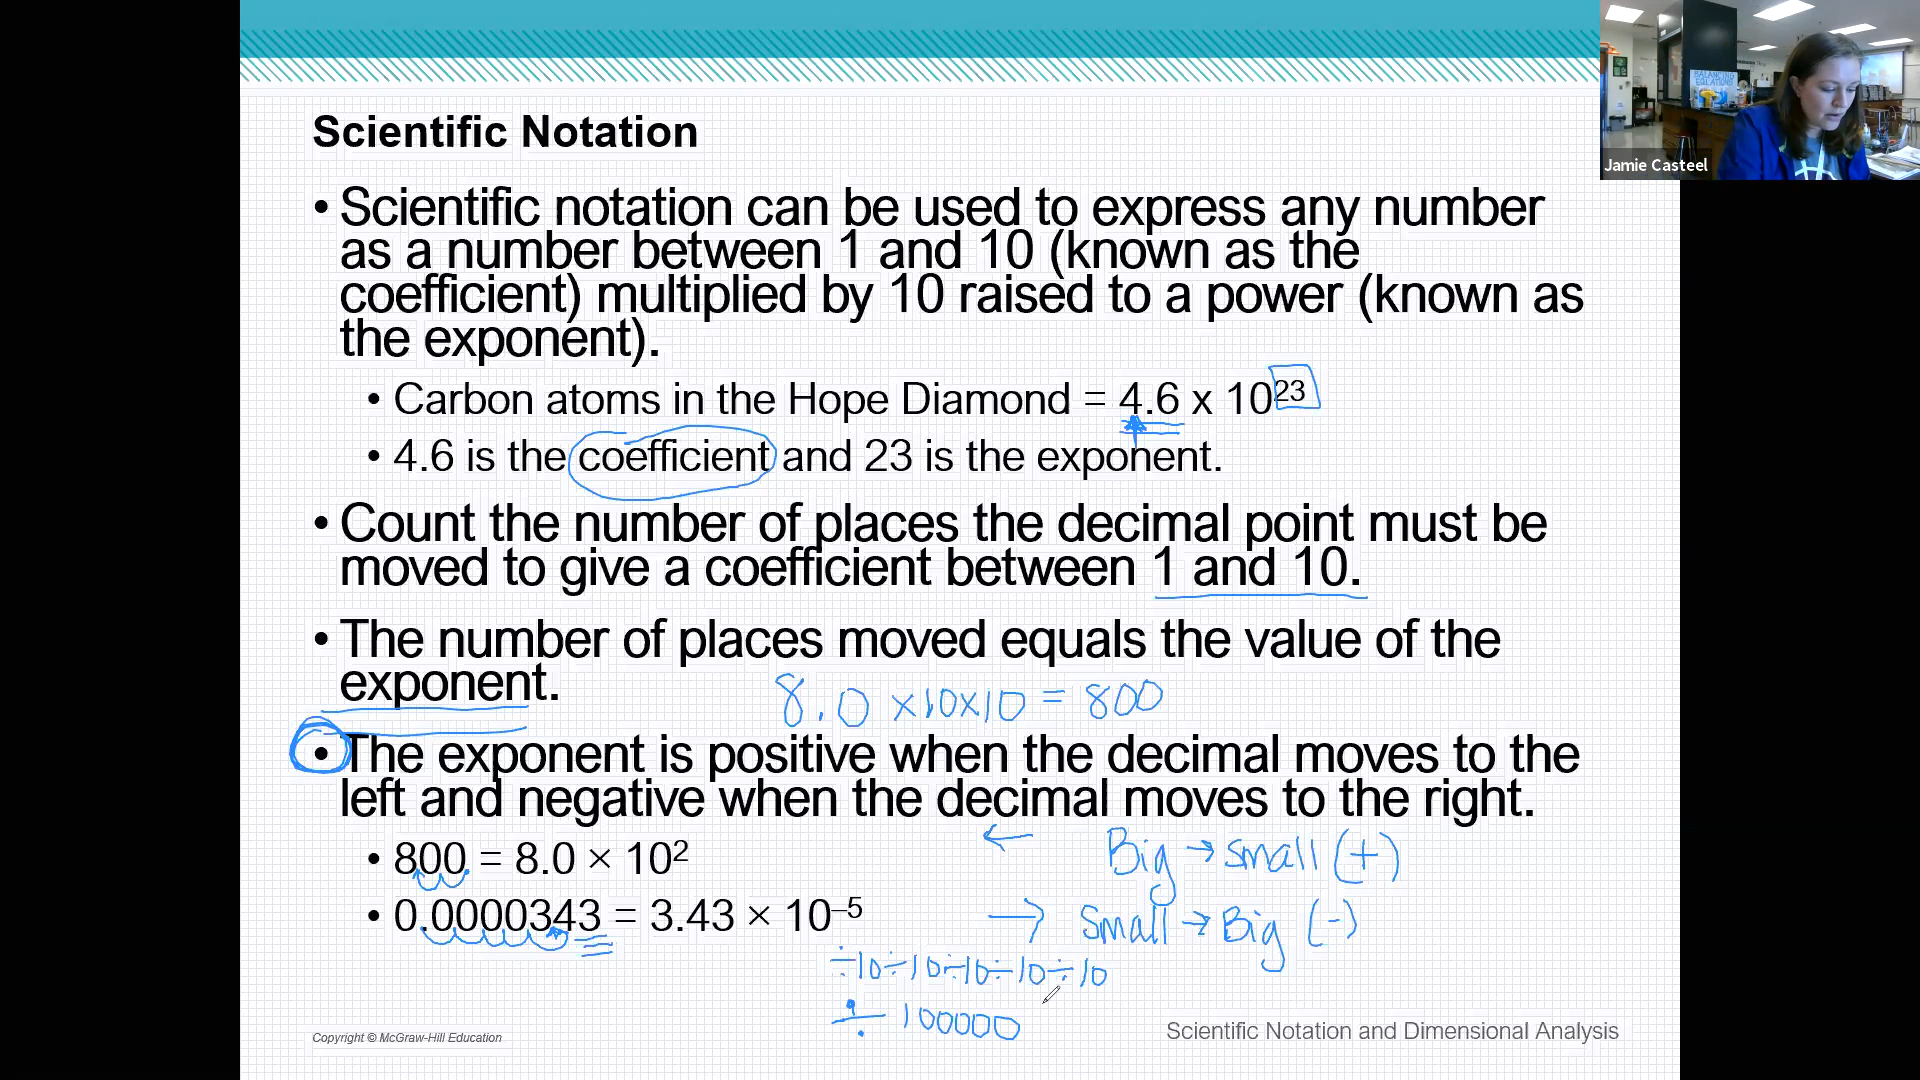 Scientific Notation
• Scientific notation can be used to express any number
as a number between 1 and 10 (known as the
coefficient) multiplied by 10 raised to a power (known as
the exponent).
• Carbon atoms in the Hope Diamond = 4.6 x 10²³
• 4.6 is the coefficient and 23 is the exponent.
• Count the number of places the decimal point must be
moved to give a coefficient between 1 and 10.
• The number of places moved equals the value of the
exponent.
8.0 ×10×10 = 800
• The exponent is positive when the decimal moves to the
left and negative when the decimal moves to the right.
• 800 = 8.0 × 10²
← Big → small (+)
• 0.0000343 = 3.43 × 10⁻⁵
→ Small → Big (-)
÷10÷10÷10÷10÷10
÷ 100000
Copyright © McGraw-Hill Education
Scientific Notation and Dimensional Analysis
Jamie Casteel
BALANCING
EQUATIONS